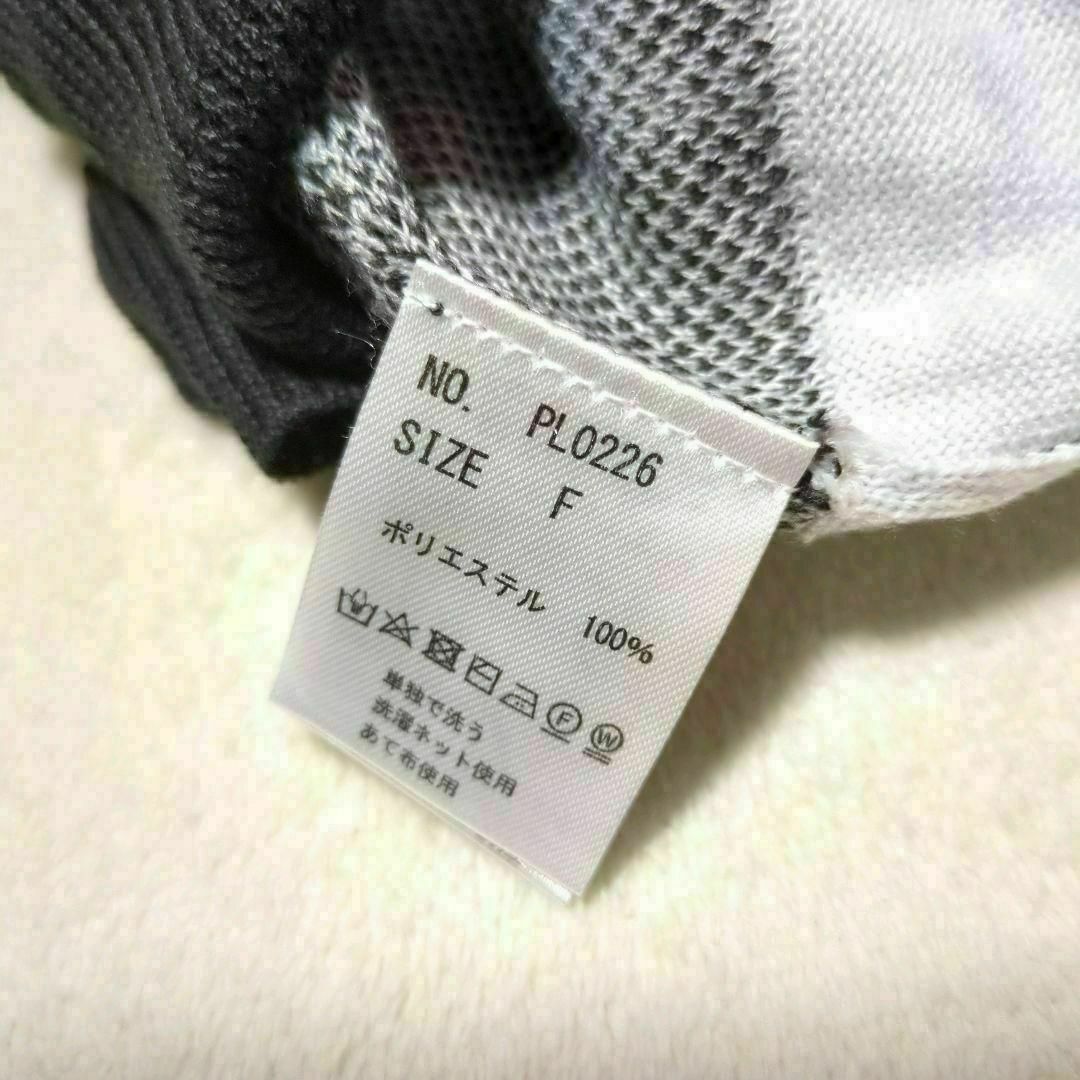 NO. PL0226
SIZE F
ポリエステル 100%
F W
単独で洗う
洗濯ネット使用
あて布使用